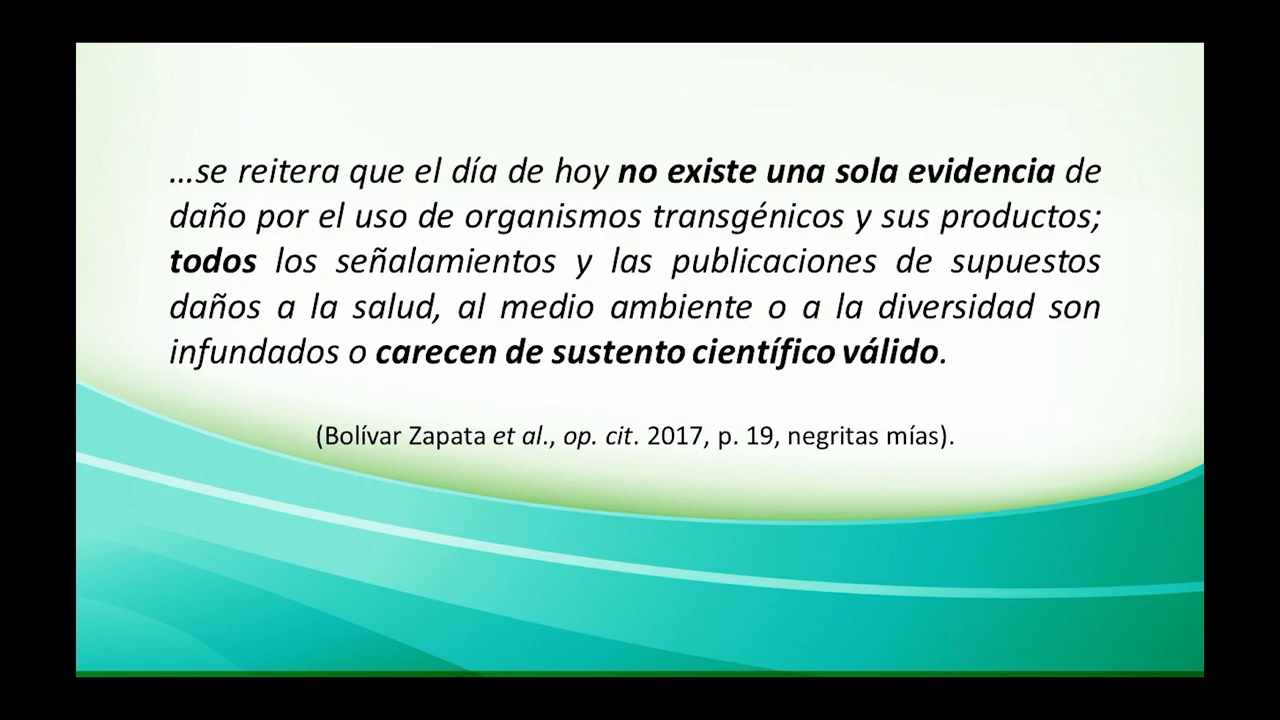 …se reitera que el día de hoy no existe una sola evidencia de
daño por el uso de organismos transgénicos y sus productos;
todos los señalamientos y las publicaciones de supuestos
daños a la salud, al medio ambiente o a la diversidad son
infundados o carecen de sustento científico válido.
(Bolívar Zapata et al., op. cit. 2017, p. 19, negritas mías).